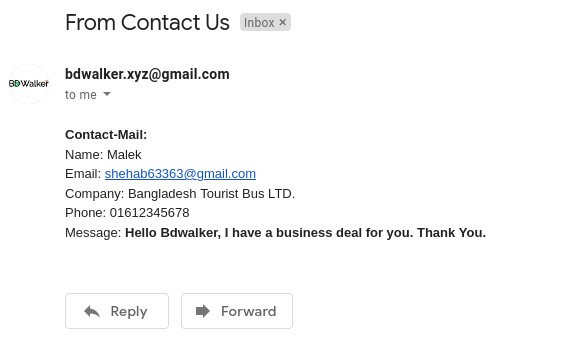 From Contact Us Inbox ×
BDWalker
bdwalker.xyz@gmail.com
to me
Contact-Mail:
Name: Malek
Email: shehab63363@gmail.com
Company: Bangladesh Tourist Bus LTD.
Phone: 01612345678
Message: Hello Bdwalker, I have a business deal for you. Thank You.
Reply Forward